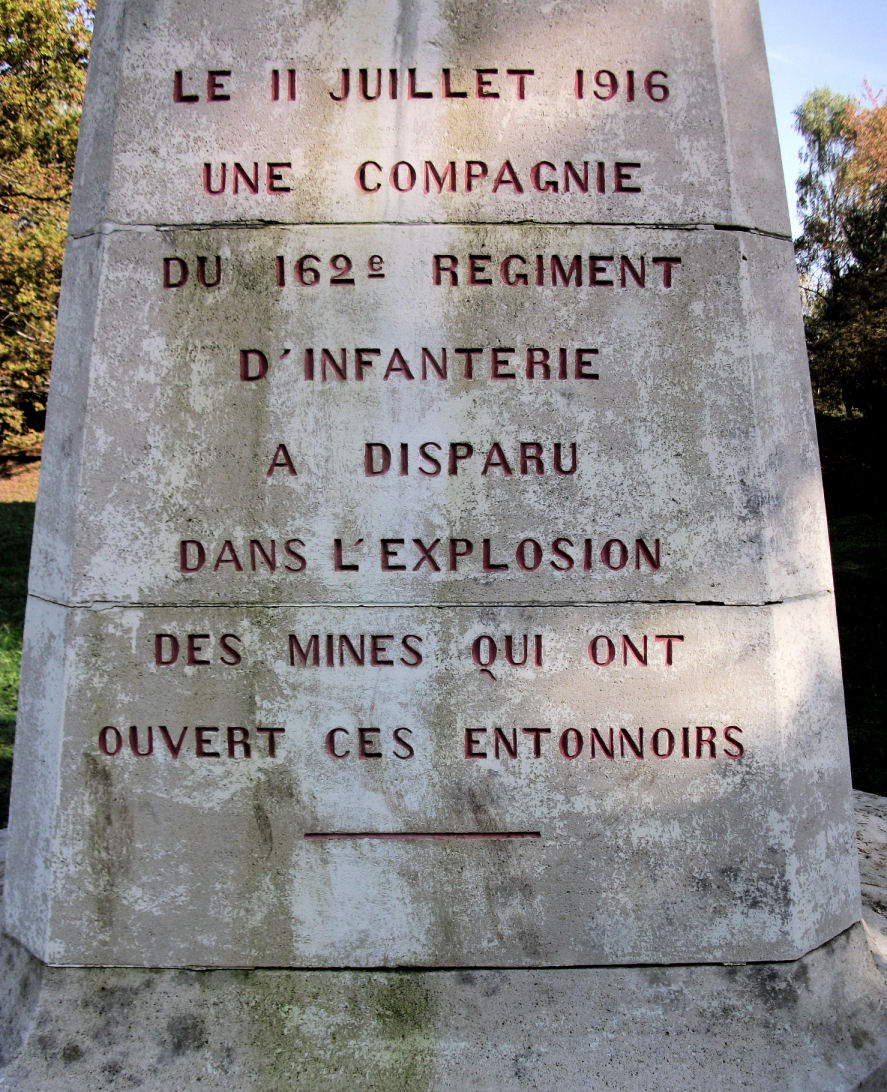 LE 11 JUILLET 1916
UNE COMPAGNIE
DU 162e REGIMENT
D'INFANTERIE
A DISPARU
DANS L'EXPLOSION
DES MINES QUI ONT
OUVERT CES ENTONNOIRS